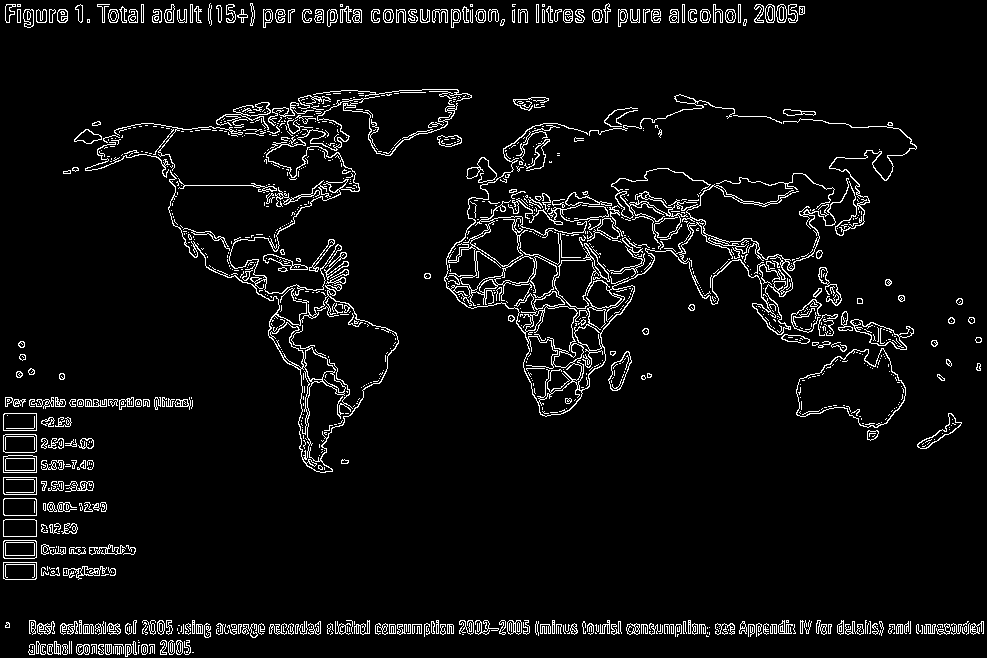 Figure 1. Total adult (15+) per capita consumption, in litres of pure alcohol, 2005ª
Per capita consumption (litres)
<2.50
2.50–4.99
5.00–7.49
7.50–9.99
10.00–12.49
≥12.50
Data not available
Not applicable
ª Best estimates of 2005 using average recorded alcohol consumption 2003–2005 (minus tourist consumption; see Appendix IV for details) and unrecorded
alcohol consumption 2005.